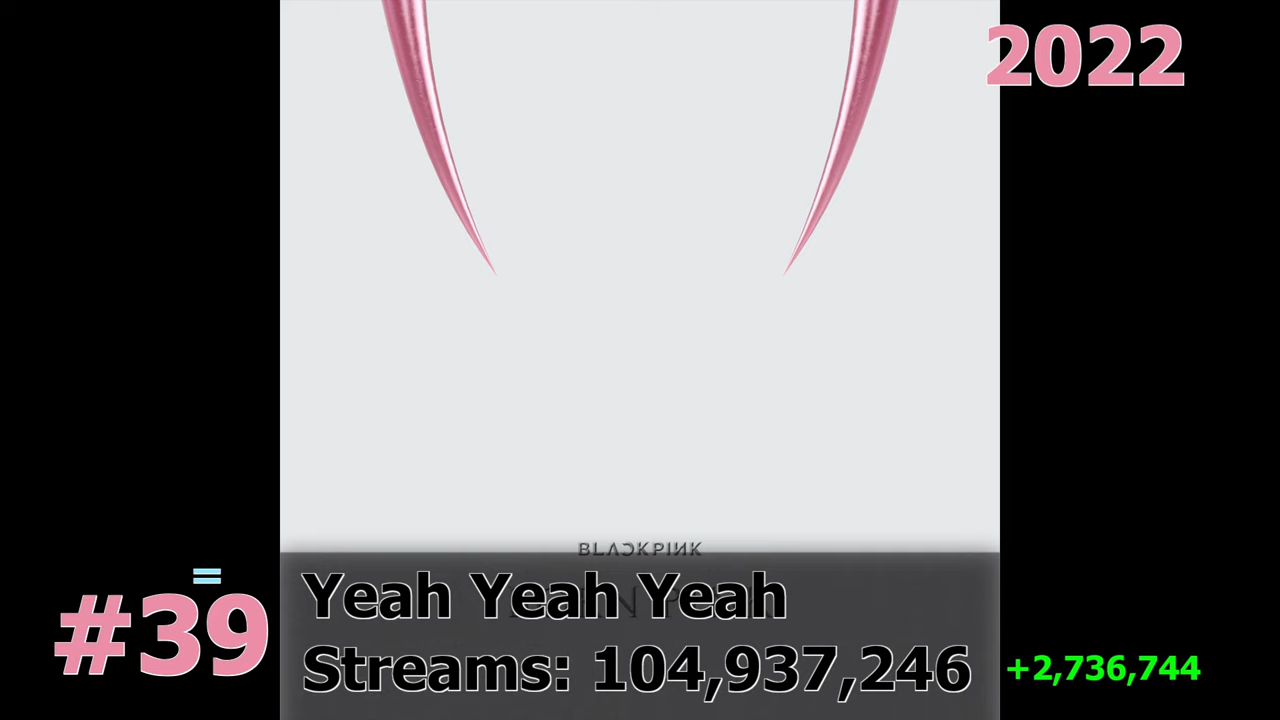 2022
BLACKPINK
=
#39
Yeah Yeah Yeah
Streams: 104,937,246
+2,736,744